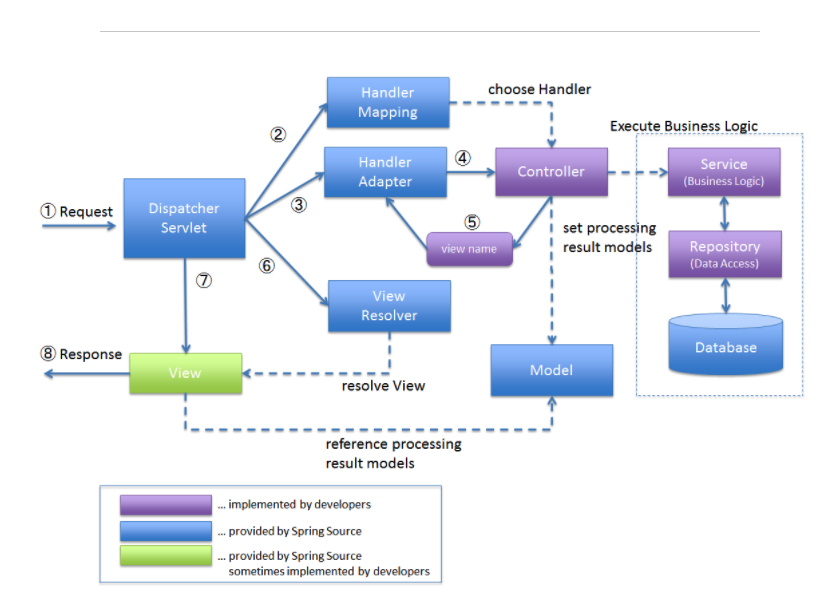 Handler
Mapping
choose Handler
②
Execute Business Logic
Handler
Adapter
④
Controller
Service
(Business Logic)
① Request
Dispatcher
Servlet
③
⑤
view name
set processing
result models
Repository
(Data Access)
⑥
⑦
View
Resolver
Database
⑧ Response
View
resolve View
Model
reference processing
result models
... implemented by developers
... provided by Spring Source
... provided by Spring Source
sometimes implemented by developers